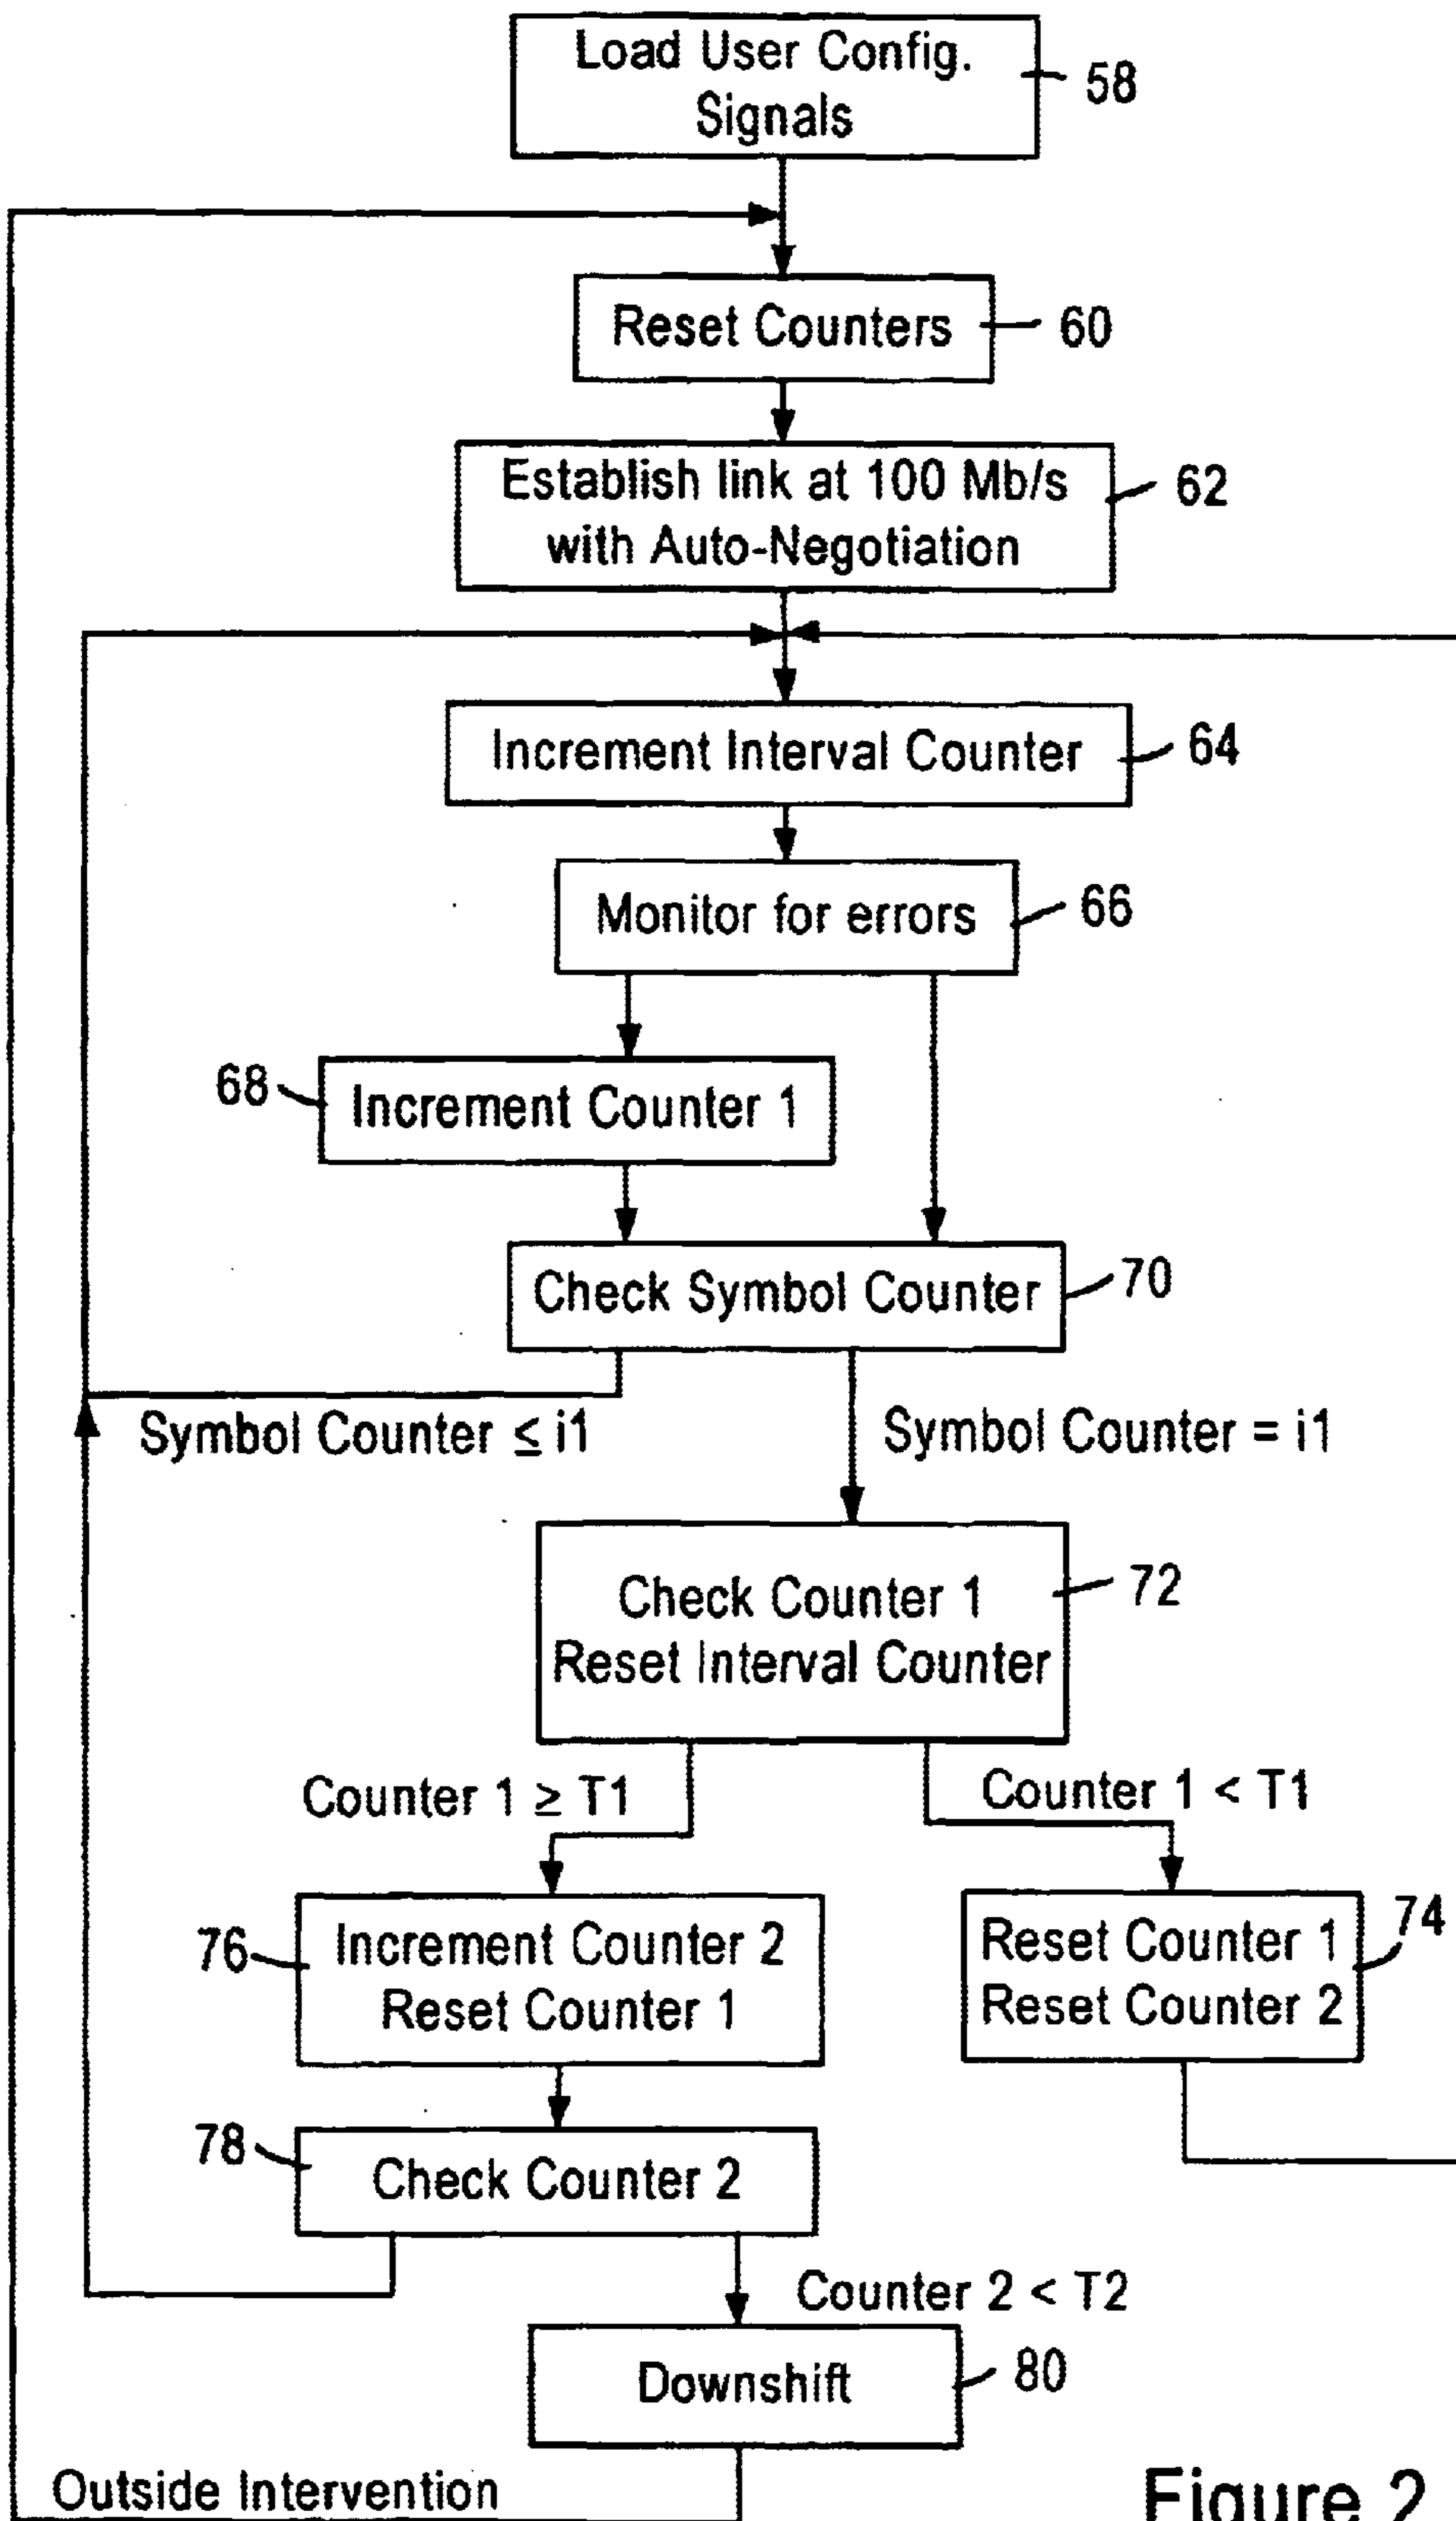 Load User Config.
Signals
58
Reset Counters
60
Establish link at 100 Mb/s
with Auto-Negotiation
62
Increment Interval Counter
64
Monitor for errors
66
68
Increment Counter 1
Check Symbol Counter
70
Symbol Counter ≤ i1
Symbol Counter = i1
Check Counter 1
Reset Interval Counter
72
Counter 1 ≥ T1
Counter 1 < T1
76
Increment Counter 2
Reset Counter 1
Reset Counter 1
Reset Counter 2
74
78
Check Counter 2
Counter 2 < T2
Downshift
80
Outside Intervention
Figure 2